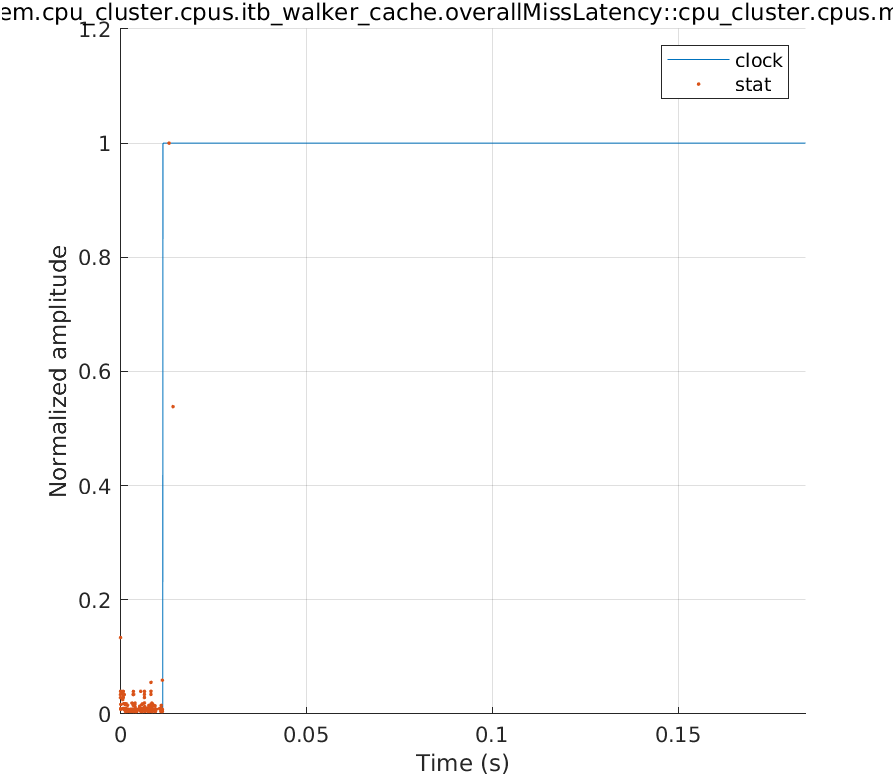 em.cpu_cluster.cpus.itb_walker_cache.overallMissLatency::cpu_cluster.cpus.m
1.2
clock
stat
1
0.8
0.6
0.4
0.2
0
Normalized amplitude
0
0.05
0.1
0.15
Time (s)